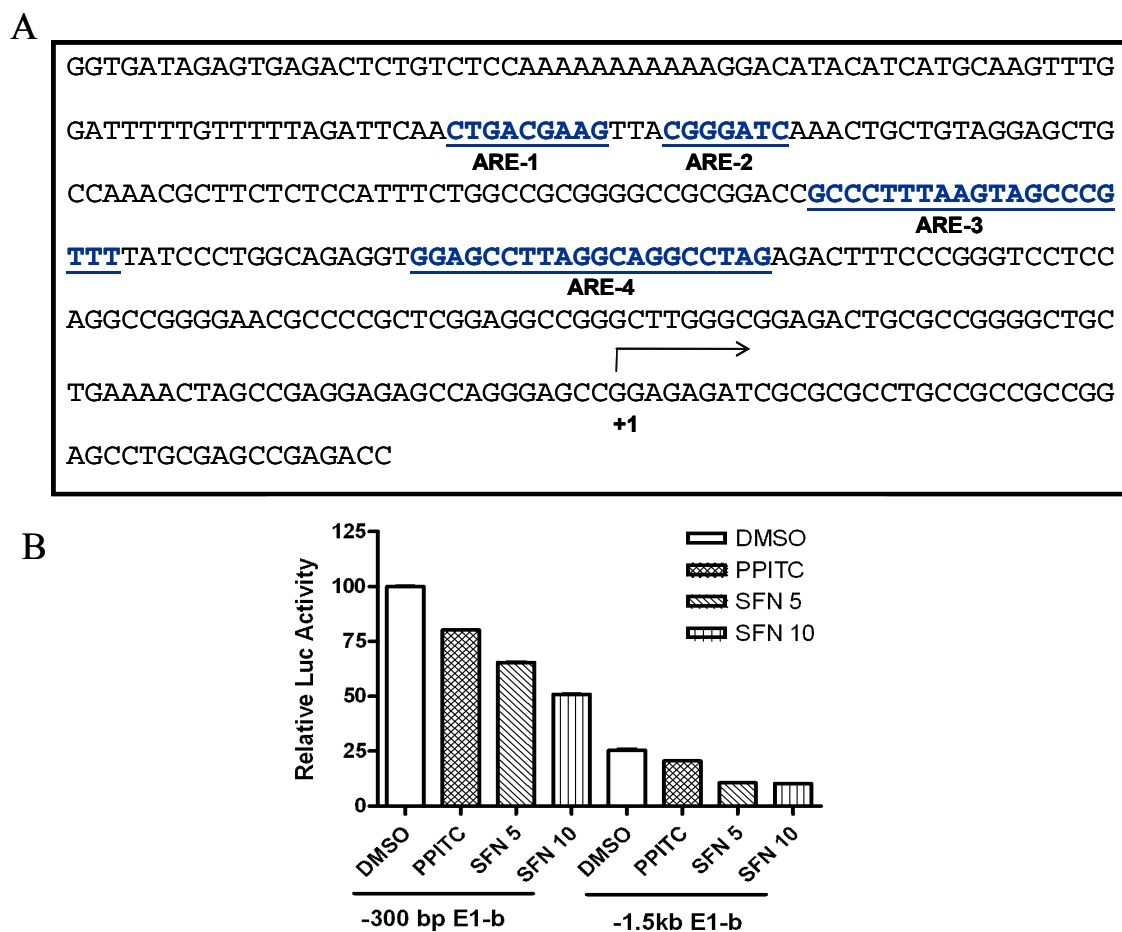 A
GGTGATAGAGTGAGACTCTGTCTCCAAAAAAAAAAAGGACATACATCATGCAAGTTTG
GATTTTTGTTTTTAGATTCAACTGACGAAGTTACGGGATCAAACTGCTGTAGGAGCTG
ARE-1 ARE-2
CCAAACGCTTCTCTCCATTTCTGGCCGCGGGGCCGCGGACCGCCCTTTAAGTAGCCCG
ARE-3
TTTTATCCCTGGCAGAGGTGGAGCCTTAGGCAGGCCTAGAGACTTTCCCGGGTCCTCC
ARE-4
AGGCCGGGGAACGCCCCGCTCGGAGGCCGGGCTTGGGCGGAGACTGCGCCGGGGCTGC
TGAAAACTAGCCGAGGAGAGCCAGGGAGCCGGAGAGATCGCGCGCCTGCCGCCGCCGG
+1
AGCCTGCGAGCCGAGACC
B
Relative Luc Activity
125
100
75
50
25
0
DMSO
PPITC
SFN 5
SFN 10
DMSO PPITC SFN 5 SFN 10 DMSO PPITC SFN 5 SFN 10
-300 bp E1-b -1.5kb E1-b